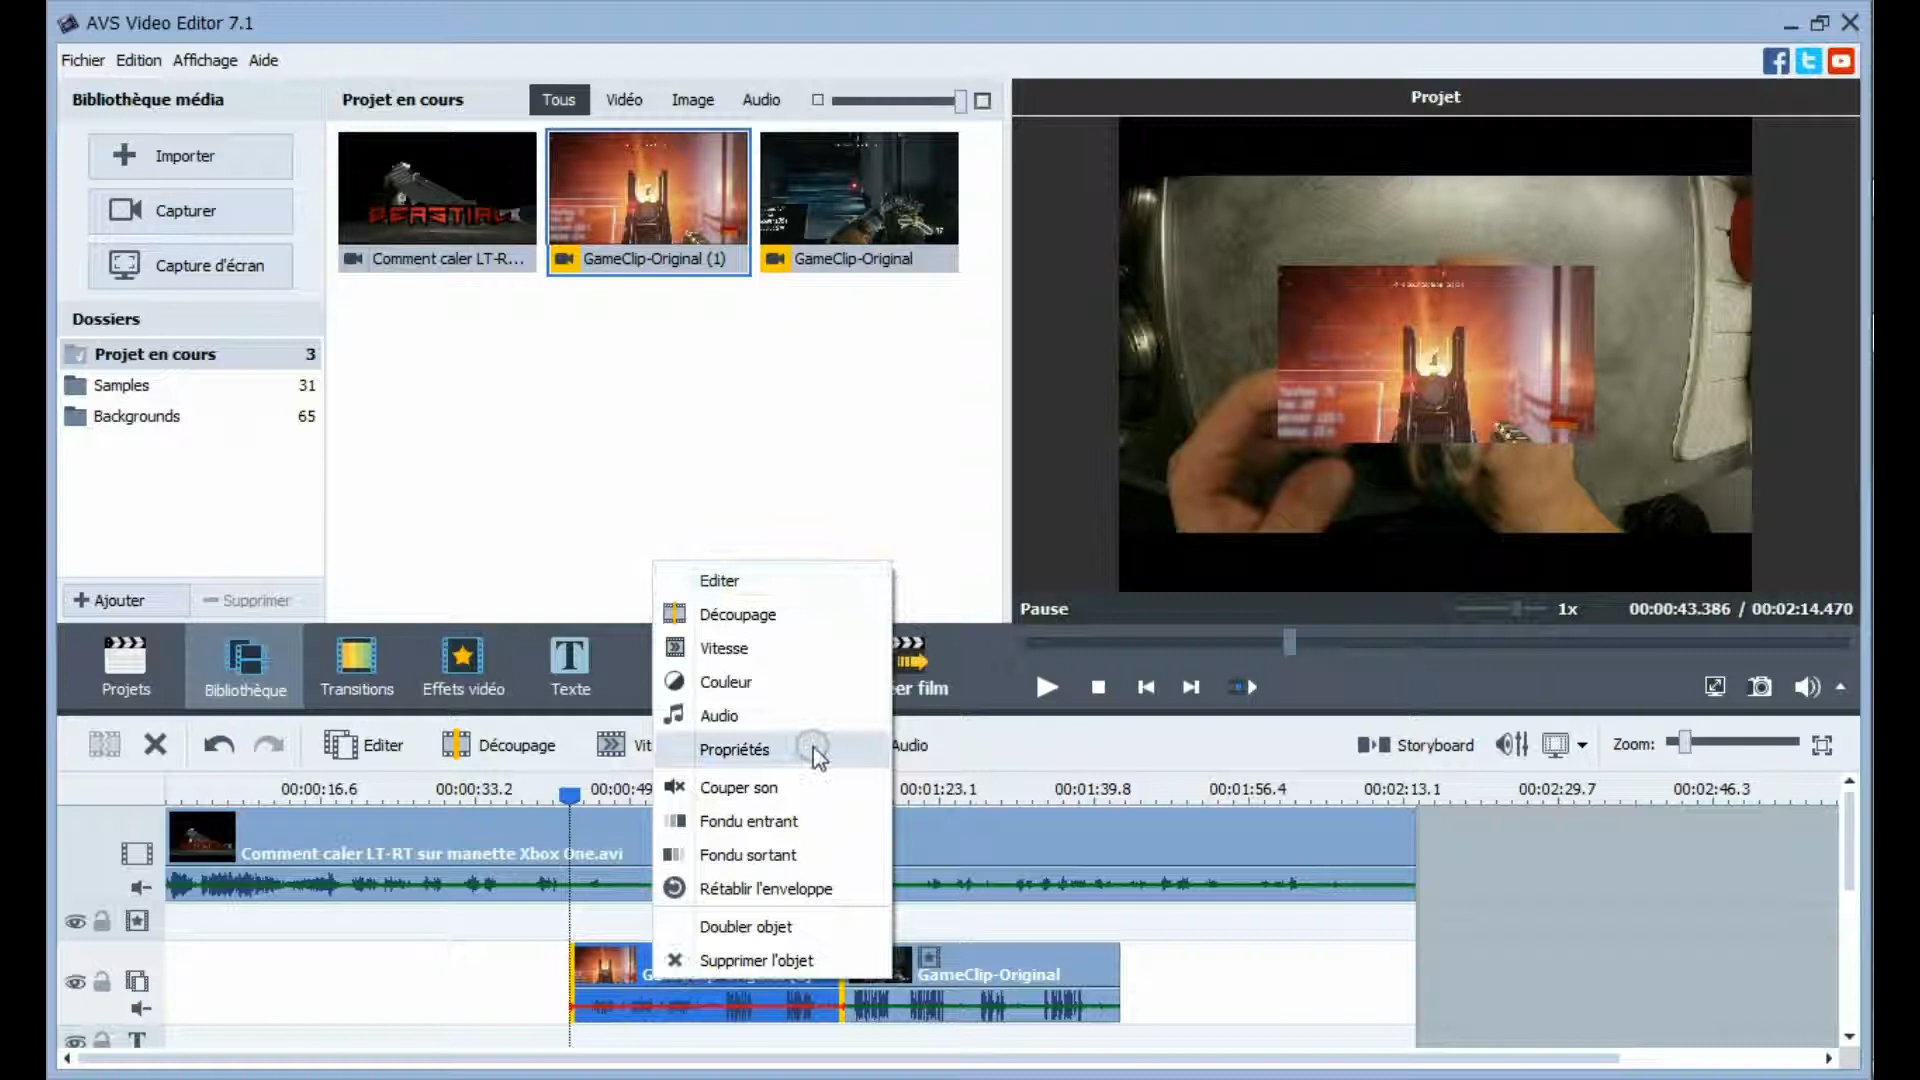 AVS Video Editor 7.1
Fichier Edition Affichage Aide
Bibliothèque média
Projet en cours
Tous Vidéo Image Audio
Projet
Importer
Capturer
Capture d'écran
Comment caler LT-R...
GameClip-Original (1)
GameClip-Original
Dossiers
Projet en cours 3
Samples 31
Backgrounds 65
Ajouter
Supprimer
Pause
1x
00:00:43.386 / 00:02:14.470
Projets
Bibliothèque
Transitions
Effets vidéo
Texte
er film
Editer
Découpage
Vitesse
Couleur
Audio
Propriétés
Couper son
Fondu entrant
Fondu sortant
Rétablir l'enveloppe
Doubler objet
Supprimer l'objet
Editer
Découpage
Vit
Audio
Storyboard
Zoom:
00:00:16.6 00:00:33.2 00:00:49 00:01:23.1 00:01:39.8 00:01:56.4 00:02:13.1 00:02:29.7 00:02:46.3
Comment caler LT-RT sur manette Xbox One.avi
GameClip-Original
T